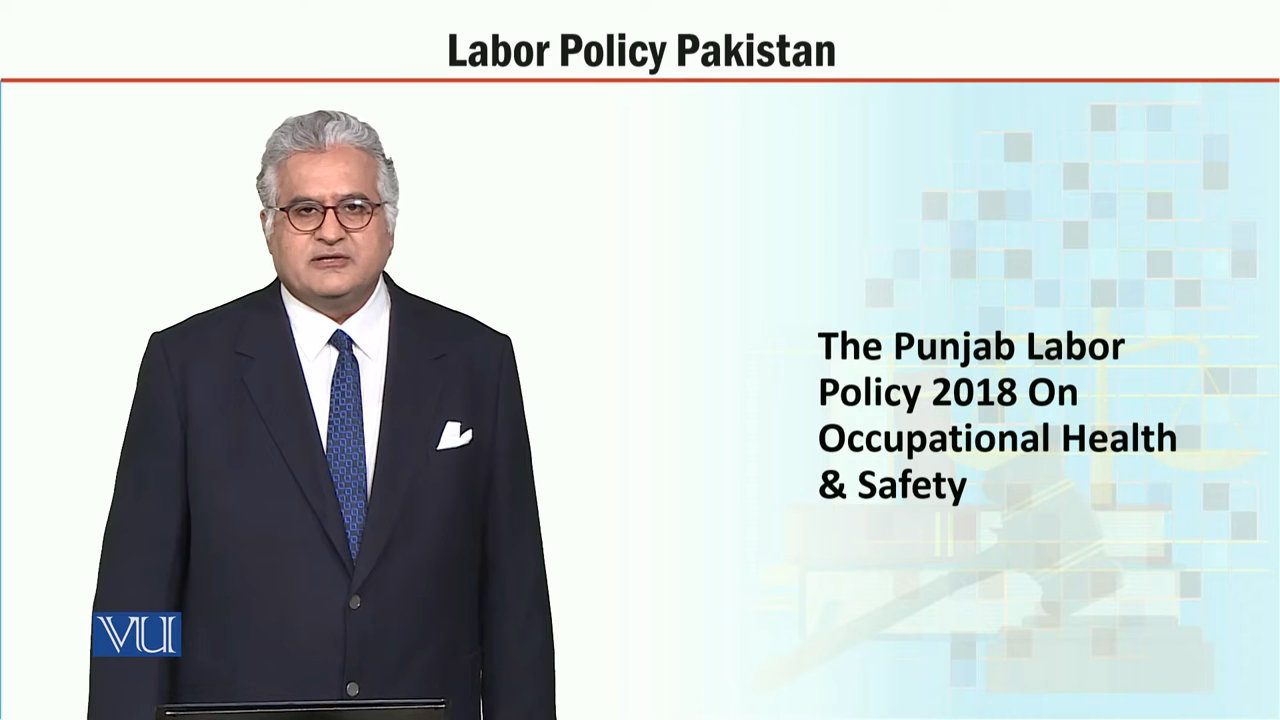 Labor Policy Pakistan
The Punjab Labor
Policy 2018 On
Occupational Health
& Safety
VU